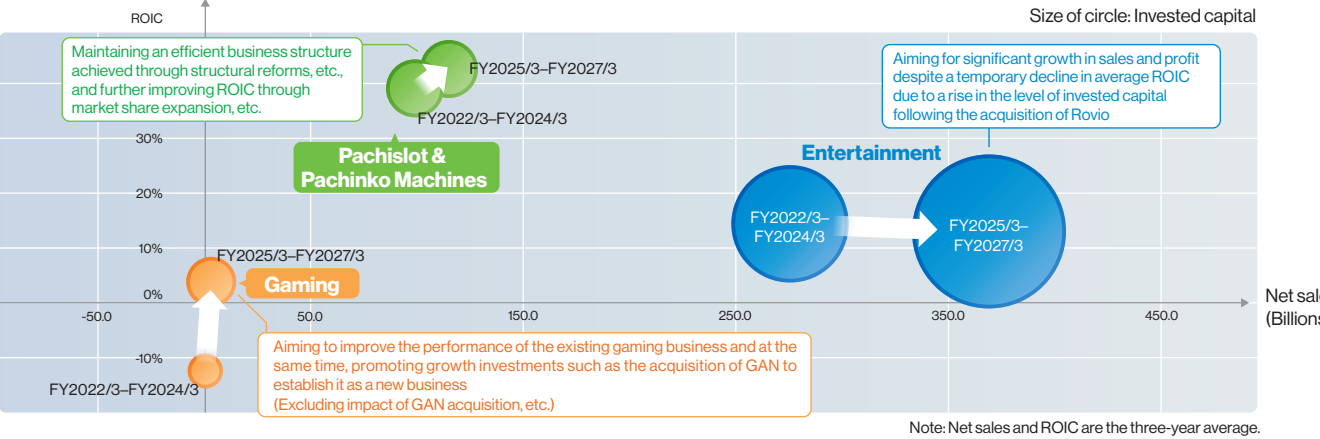 ROIC
Size of circle: Invested capital
Maintaining an efficient business structure
achieved through structural reforms, etc.,
and further improving ROIC through
market share expansion, etc.
FY2025/3–FY2027/3
FY2022/3–FY2024/3
Aiming for significant growth in sales and profit
despite a temporary decline in average ROIC
due to a rise in the level of invested capital
following the acquisition of Rovio
30%
Pachislot &
Pachinko Machines
Entertainment
20%
FY2022/3–
FY2024/3
FY2025/3–
FY2027/3
10%
FY2025/3–FY2027/3
Gaming
0%
-50.0
50.0
150.0
250.0
350.0
450.0
Net
(Billions
Aiming to improve the performance of the existing gaming business and at the
same time, promoting growth investments such as the acquisition of GAN to
establish it as a new business
(Excluding impact of GAN acquisition, etc.)
-10%
FY2022/3–FY2024/3
Note: Net sales and ROIC are the three-year average.